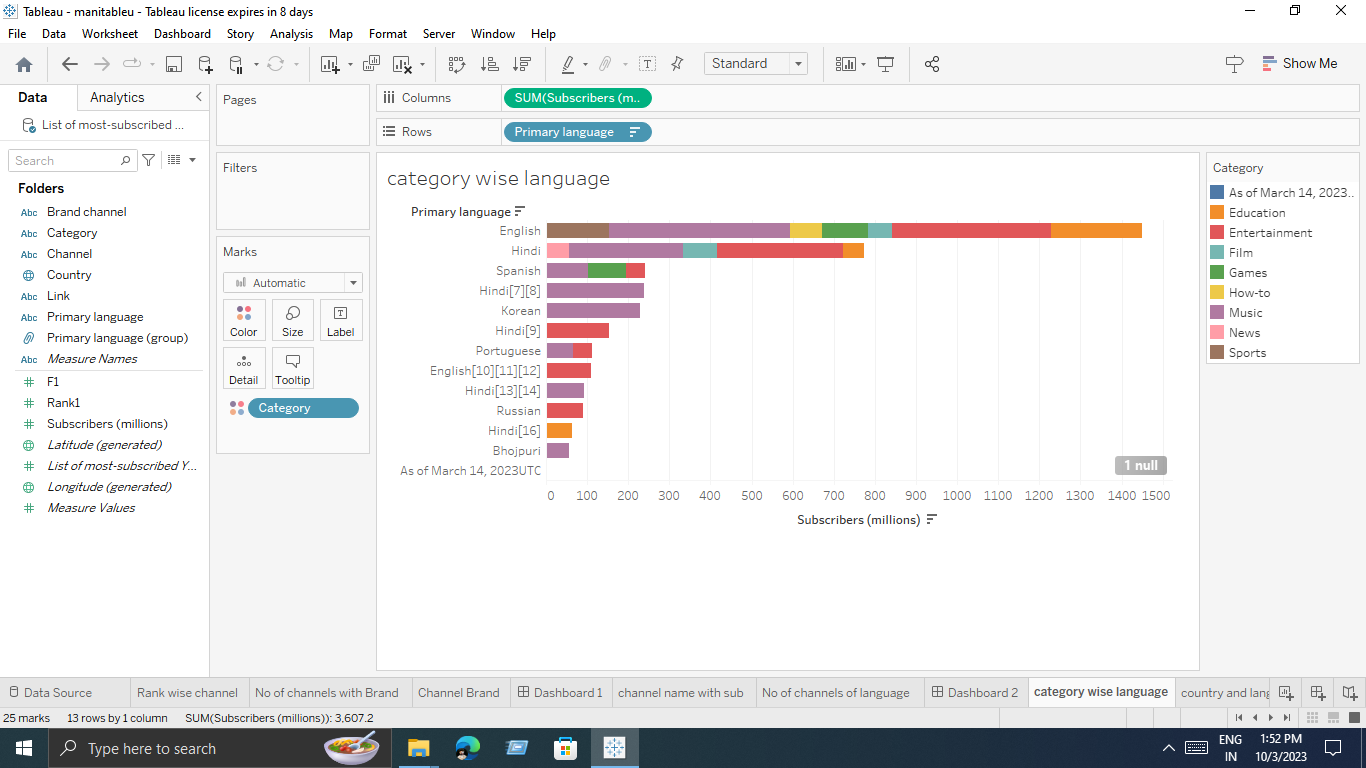 Tableau - manitableu - Tableau license expires in 8 days
File Data Worksheet Dashboard Story Analysis Map Format Server Window Help
Standard
Show Me
Data Analytics
List of most-subscribed ...
Search
Folders
Abc Brand channel
Abc Category
Abc Channel
Country
Abc Link
Abc Primary language
Primary language (group)
Abc Measure Names
F1
Rank1
Subscribers (millions)
Latitude (generated)
List of most-subscribed Y...
Longitude (generated)
Measure Values
Pages
Filters
Marks
Automatic
Color Size Label
Detail Tooltip
Category
Columns SUM(Subscribers (m..
Rows Primary language
category wise language
Primary language
English
Hindi
Spanish
Hindi[7][8]
Korean
Hindi[9]
Portuguese
English[10][11][12]
Hindi[13][14]
Russian
Hindi[16]
Bhojpuri
As of March 14, 2023UTC
1 null
0 100 200 300 400 500 600 700 800 900 1000 1100 1200 1300 1400 1500
Subscribers (millions)
Category
As of March 14, 2023..
Education
Entertainment
Film
Games
How-to
Music
News
Sports
Data Source Rank wise channel No of channels with Brand Channel Brand Dashboard 1 channel name with sub No of channels of language Dashboard 2 category wise language country and lang
25 marks 13 rows by 1 column SUM(Subscribers (millions)): 3,607.2
Type here to search
ENG
IN
1:52 PM
10/3/2023